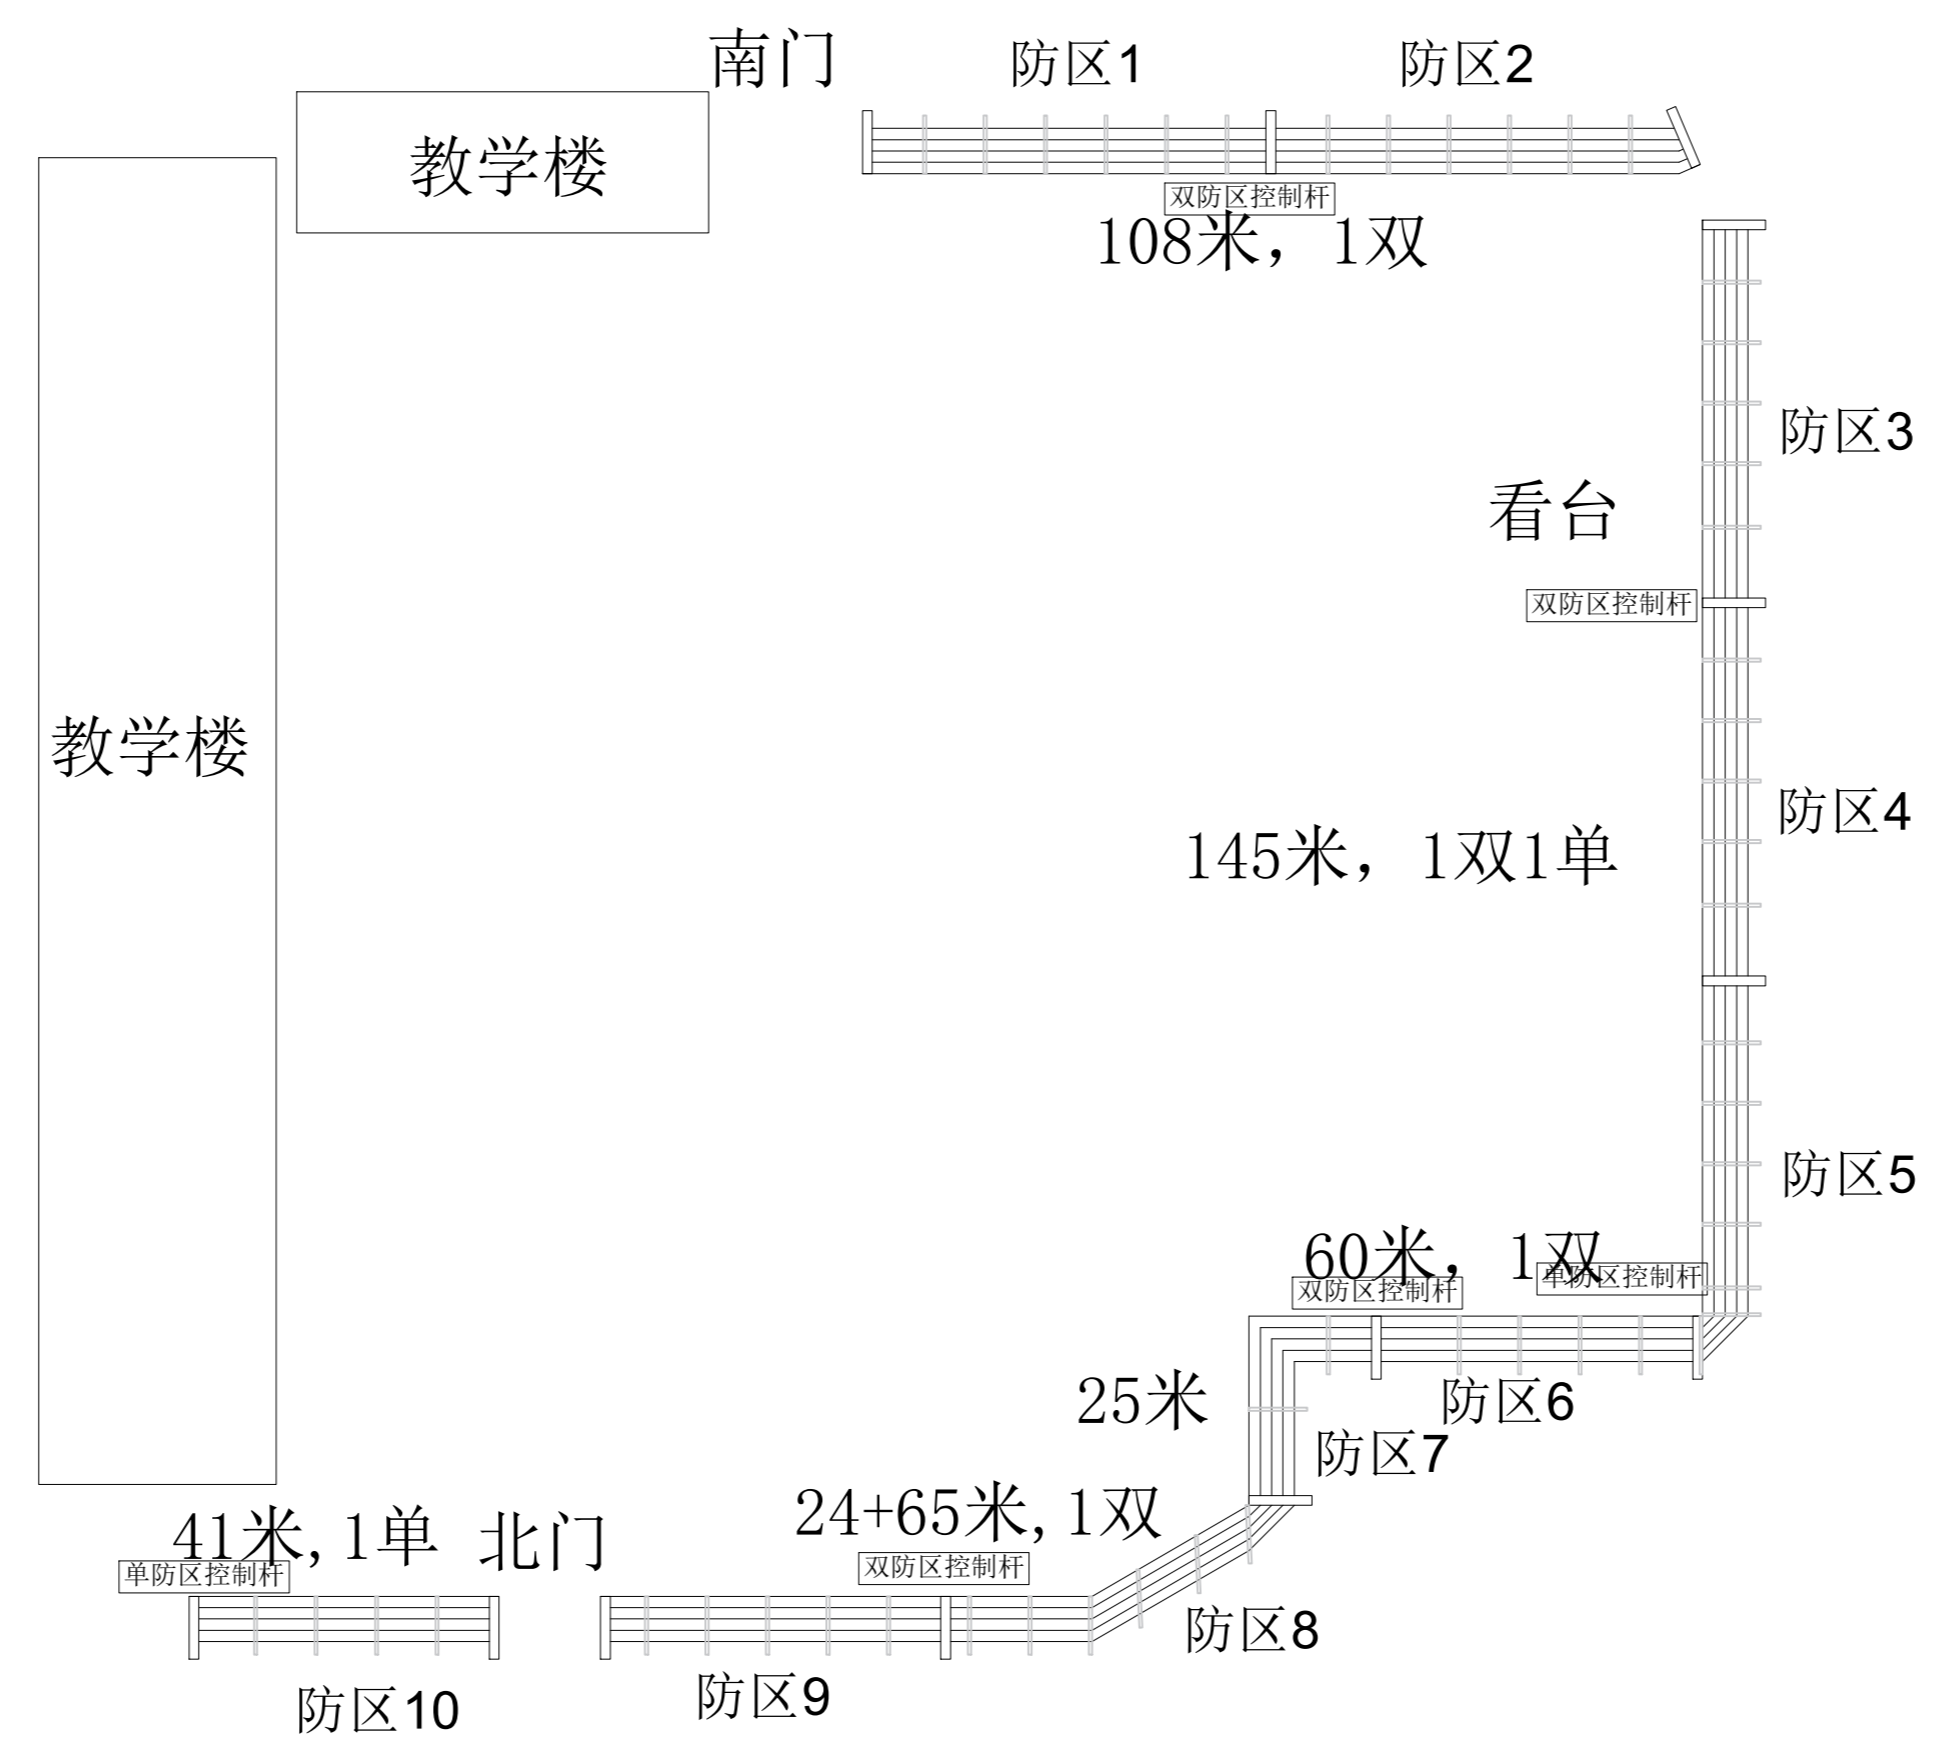 南门
防区1
防区2
教学楼
双防区控制杆
108米，1双
防区3
看台
双防区控制杆
教学楼
防区4
145米，1双1单
防区5
60米，1双
单防区控制杆
双防区控制杆
25米
防区6
防区7
24+65米,1双
41米,1单
北门
双防区控制杆
单防区控制杆
防区8
防区9
防区10